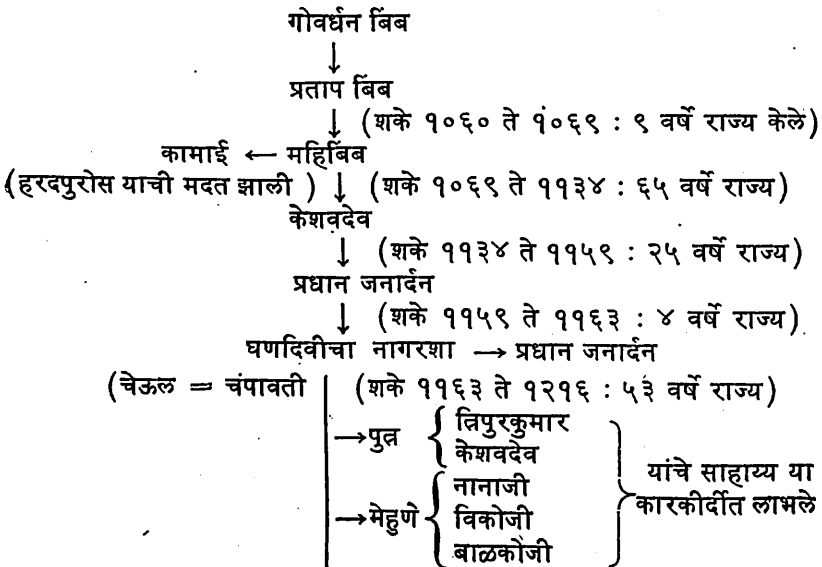 गोवर्धन बिंब
↓
प्रताप बिंब
↓ (शके १०६० ते १०६९ : ९ वर्षे राज्य केले)
कामाई ← महिबिंब
(हरदपुरोस याची मदत झाली ) ↓ (शके १०६९ ते ११३४ : ६५ वर्षे राज्य)
केशवदेव
↓ (शके ११३४ ते ११५९ : २५ वर्षे राज्य)
प्रधान जनार्दन
↓ (शके ११५९ ते ११६३ : ४ वर्षे राज्य)
घणदिवीचा नागरशा → प्रधान जनार्दन
(चेऊल = चंपावती (शके ११६३ ते १२१६ : ५३ वर्षे राज्य)
→पुत्र { त्रिपुरकुमार
केशवदेव
→मेहुणे { नानाजी
विकोजी
बाळकोजी
} यांचे साहाय्य या
कारकीर्दीत लाभले